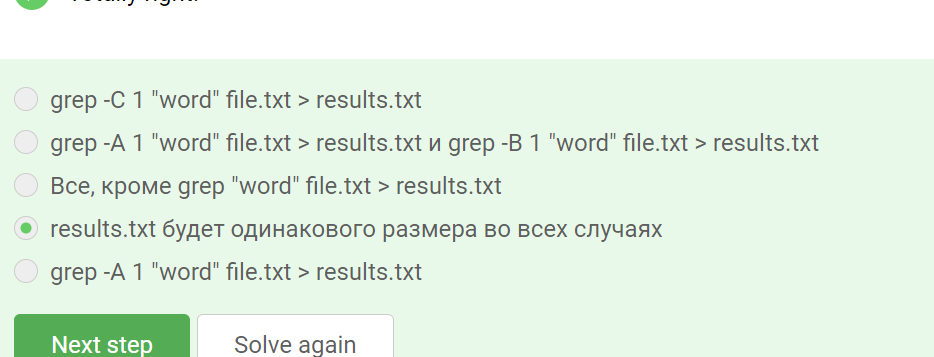 grep -C 1 "word" file.txt > results.txt
grep -A 1 "word" file.txt > results.txt и grep -B 1 "word" file.txt > results.txt
Все, кроме grep "word" file.txt > results.txt
results.txt будет одинакового размера во всех случаях
grep -A 1 "word" file.txt > results.txt
Next step
Solve again